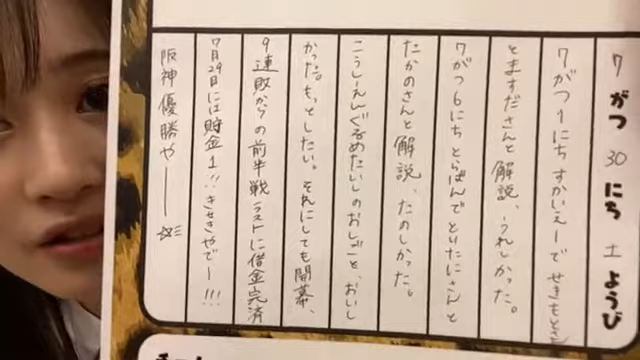 7がつ30にち 土ようび
7がつ1にち すかいえーで せきもとさん
とますださんと解説、うれしかった。
7がつ6にち とらばんで といたにさんと
たかのさんと解説、たのしかった。
こうしえんぐるめたいしのおしごと、おいし
かった。もっとしたい。それにしても開幕、
9連敗からの前半戦ラストに借金完済
7月29日には貯金1!! きせきやでー!!!
阪神優勝やーー☆彡